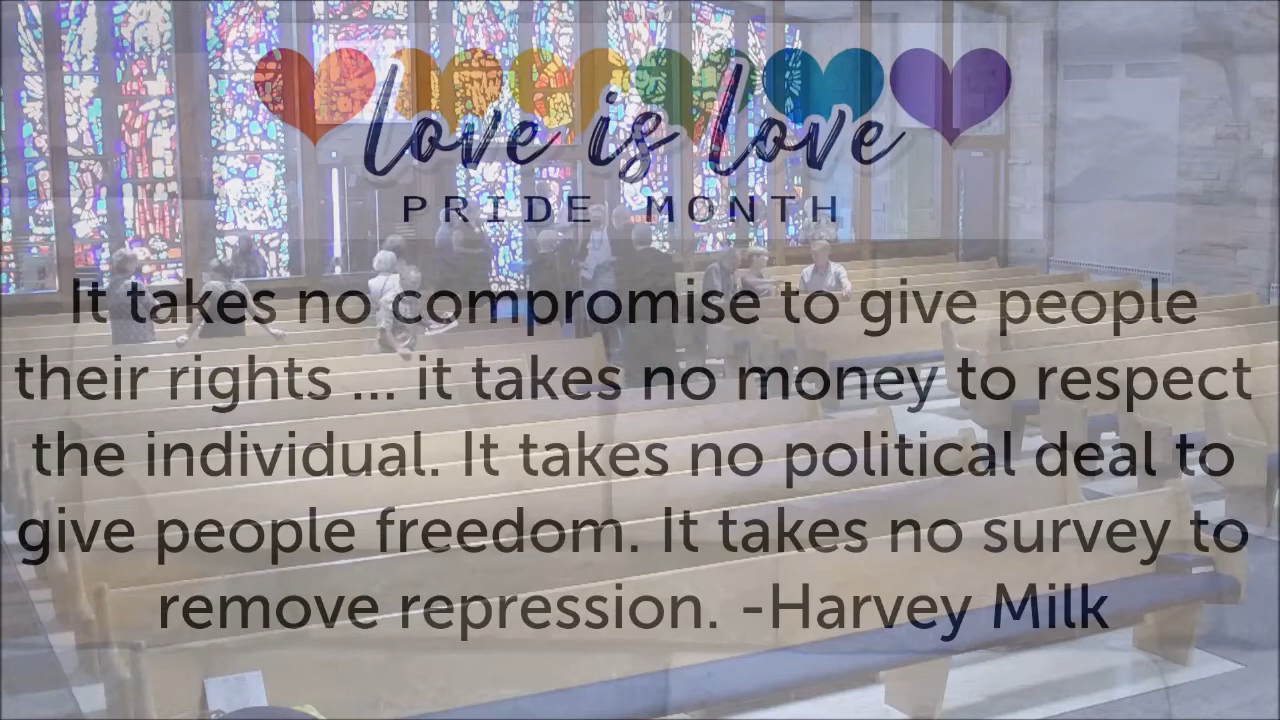 love is love
PRIDE MONTH
It takes no compromise to give people
their rights ... it takes no money to respect
the individual. It takes no political deal to
give people freedom. It takes no survey to
remove repression. -Harvey Milk